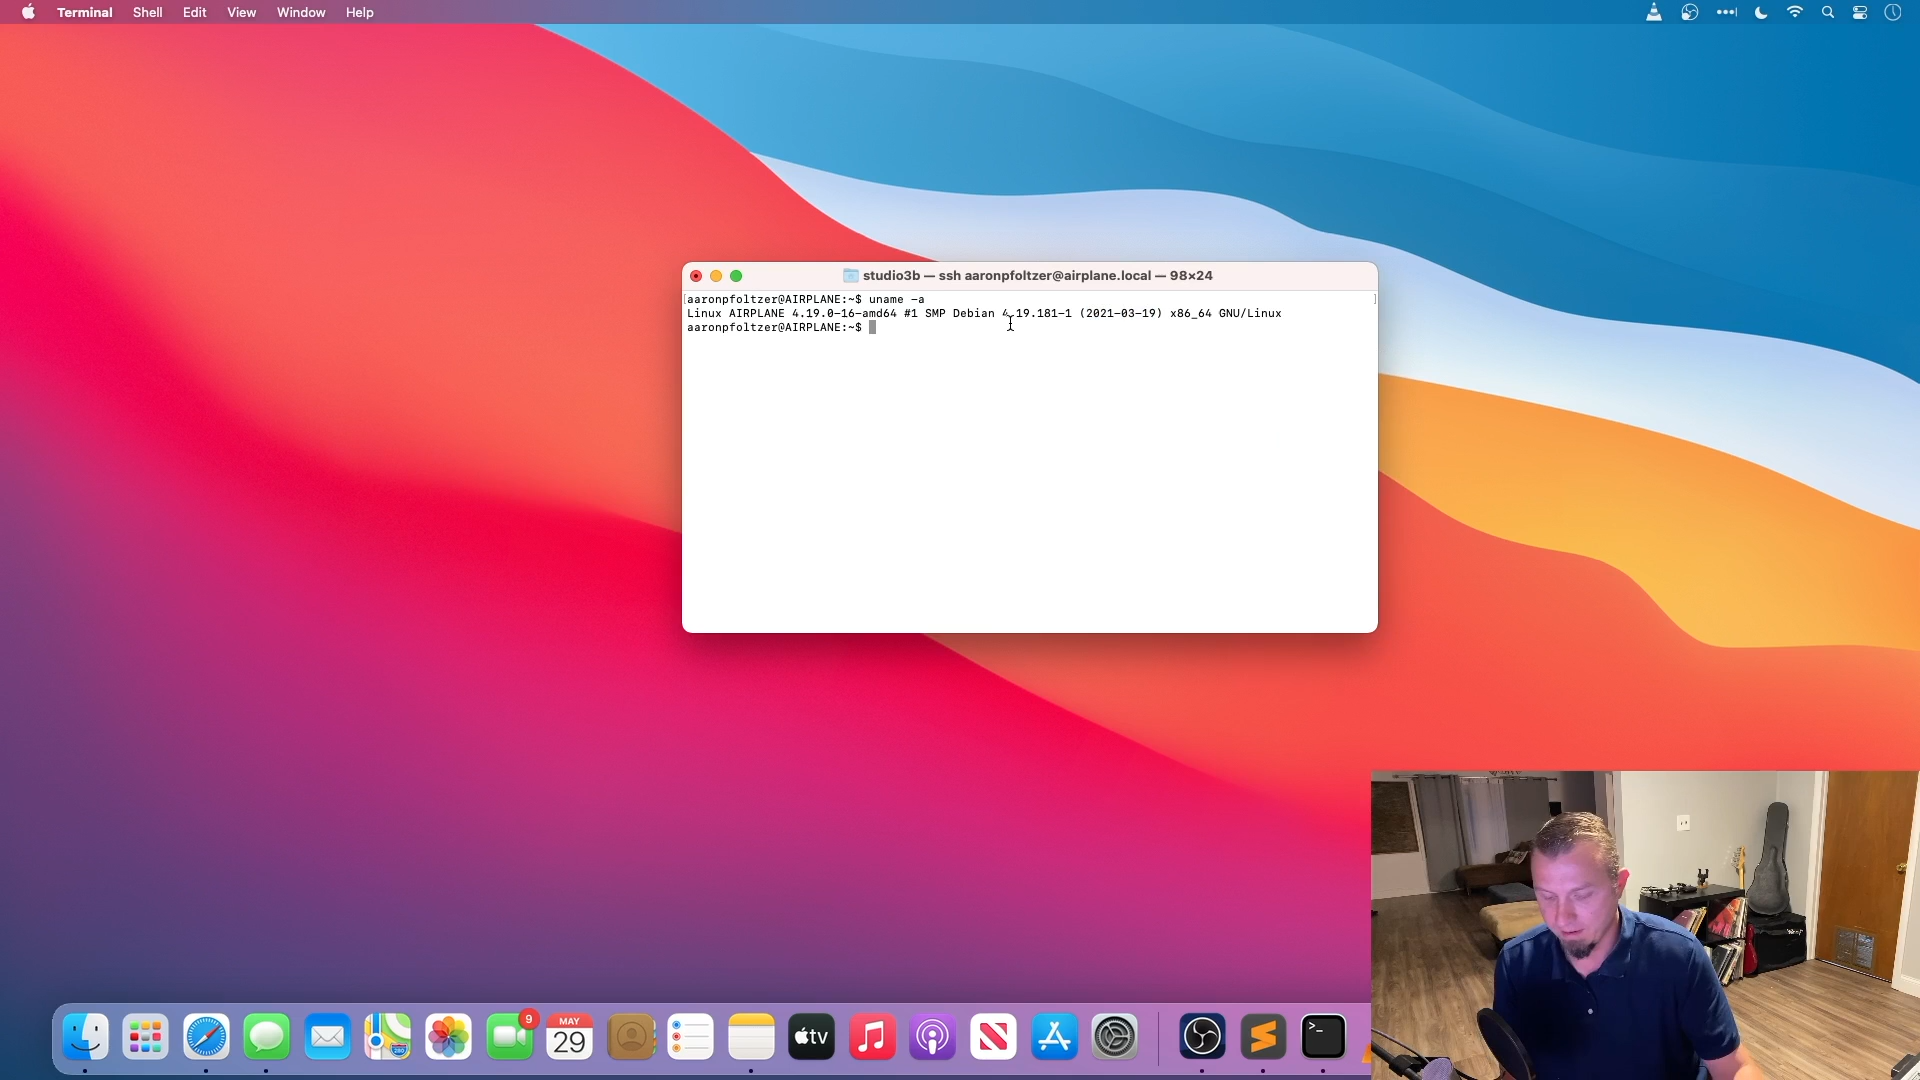 Terminal Shell Edit View Window Help
studio3b — ssh aaronpfoltzer@airplane.local — 98×24
[aaronpfoltzer@AIRPLANE:~$ uname -a ]
Linux AIRPLANE 4.19.0-16-amd64 #1 SMP Debian 4.19.181-1 (2021-03-19) x86_64 GNU/Linux
aaronpfoltzer@AIRPLANE:~$
9
MAY
29
tv
280
>_